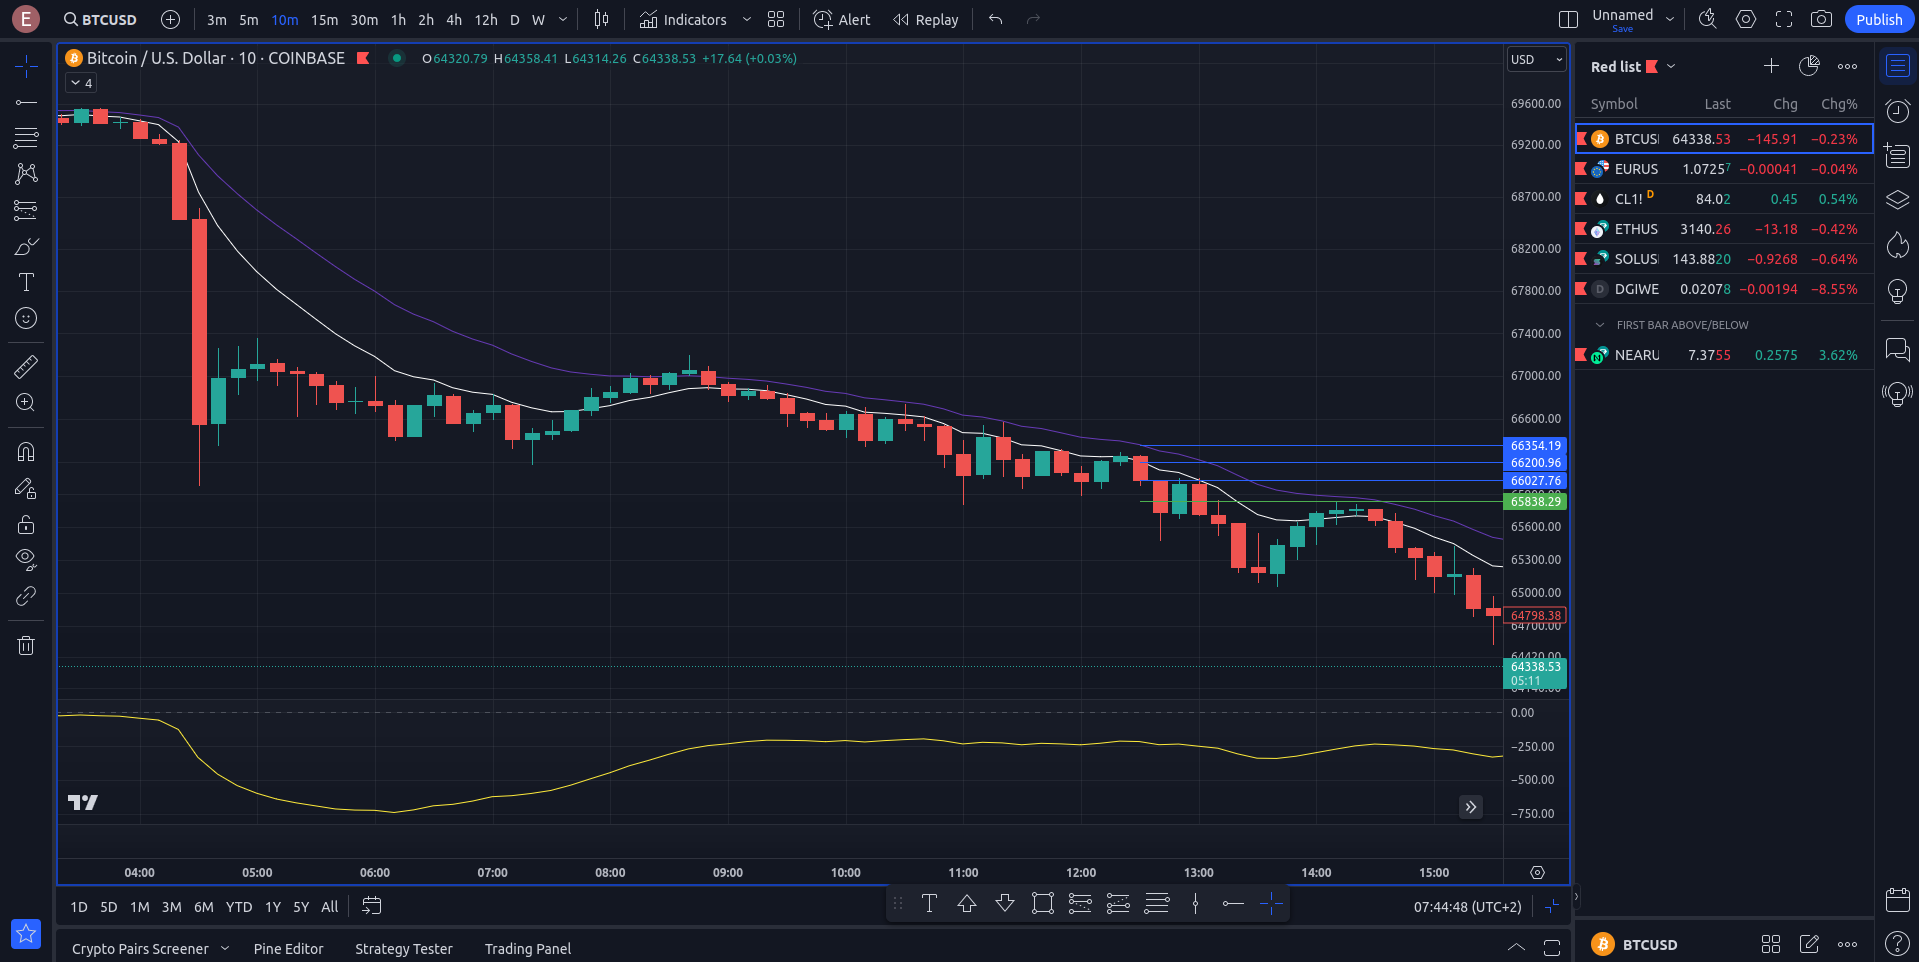 E
BTCUSD
3m 5m 10m 15m 30m 1h 2h 4h 12h D W
Indicators
Alert
Replay
Unnamed
Save
Publish
Bitcoin / U.S. Dollar · 10 · COINBASE
O64320.79 H64358.41 L64314.26 C64338.53 +17.64 (+0.03%)
4
USD
69600.00
69200.00
68700.00
68200.00
67800.00
67400.00
67000.00
66600.00
66354.19
66200.96
66027.76
65838.29
65600.00
65300.00
65000.00
64798.38
64700.00
64420.00
64338.53
05:11
64140.00
0.00
−250.00
−500.00
−750.00
04:00 05:00 06:00 07:00 08:00 09:00 10:00 11:00 12:00 13:00 14:00 15:00
1D 5D 1M 3M 6M YTD 1Y 5Y All
T
07:44:48 (UTC+2)
Crypto Pairs Screener
Pine Editor
Strategy Tester
Trading Panel
Red list
Symbol Last Chg Chg%
BTCUS 64338.53 −145.91 −0.23%
EURUS 1.07257 −0.00041 −0.04%
CL1! D 84.02 0.45 0.54%
ETHUS 3140.26 −13.18 −0.42%
SOLUS 143.8820 −0.9268 −0.64%
D DGIWE 0.02078 −0.00194 −8.55%
FIRST BAR ABOVE/BELOW
NEARU 7.3755 0.2575 3.62%
BTCUSD